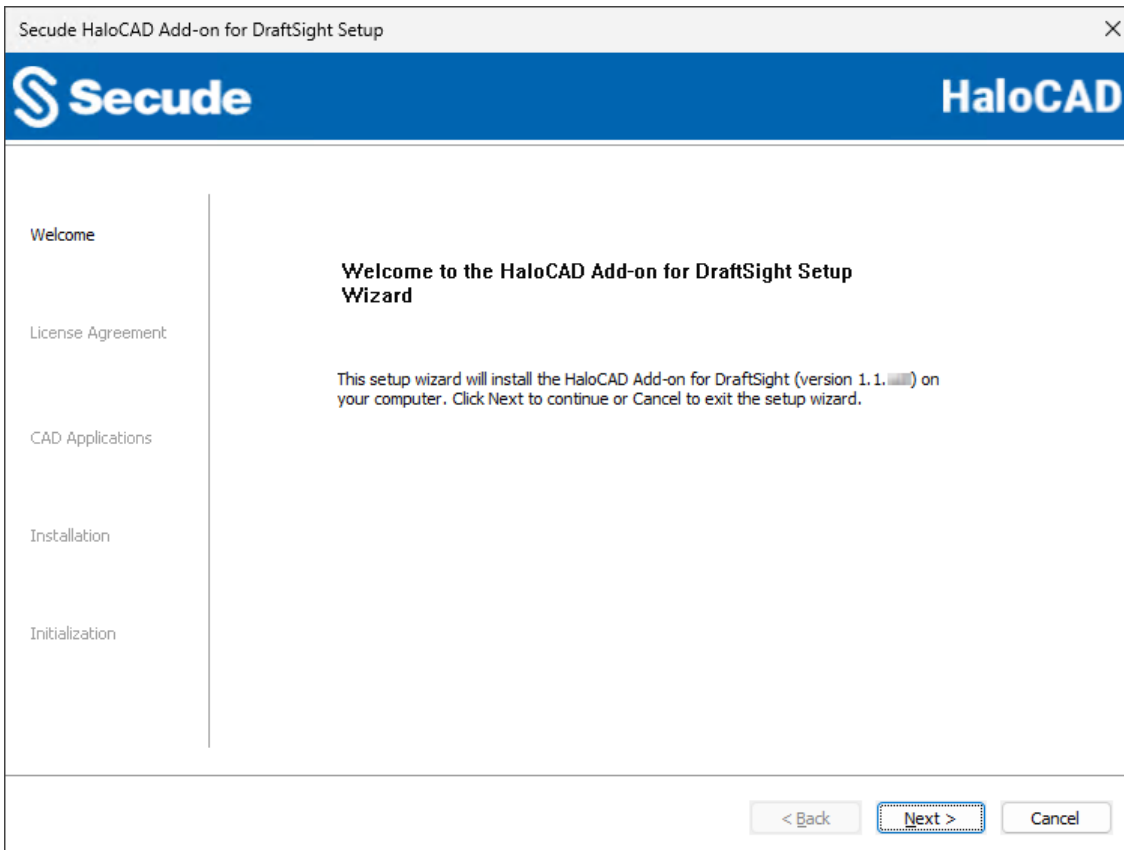 Secude HaloCAD Add-on for DraftSight Setup
Secude
HaloCAD
Welcome
License Agreement
CAD Applications
Installation
Initialization
Welcome to the HaloCAD Add-on for DraftSight Setup
Wizard
This setup wizard will install the HaloCAD Add-on for DraftSight (version 1.1. ) on
your computer. Click Next to continue or Cancel to exit the setup wizard.
< Back
Next >
Cancel